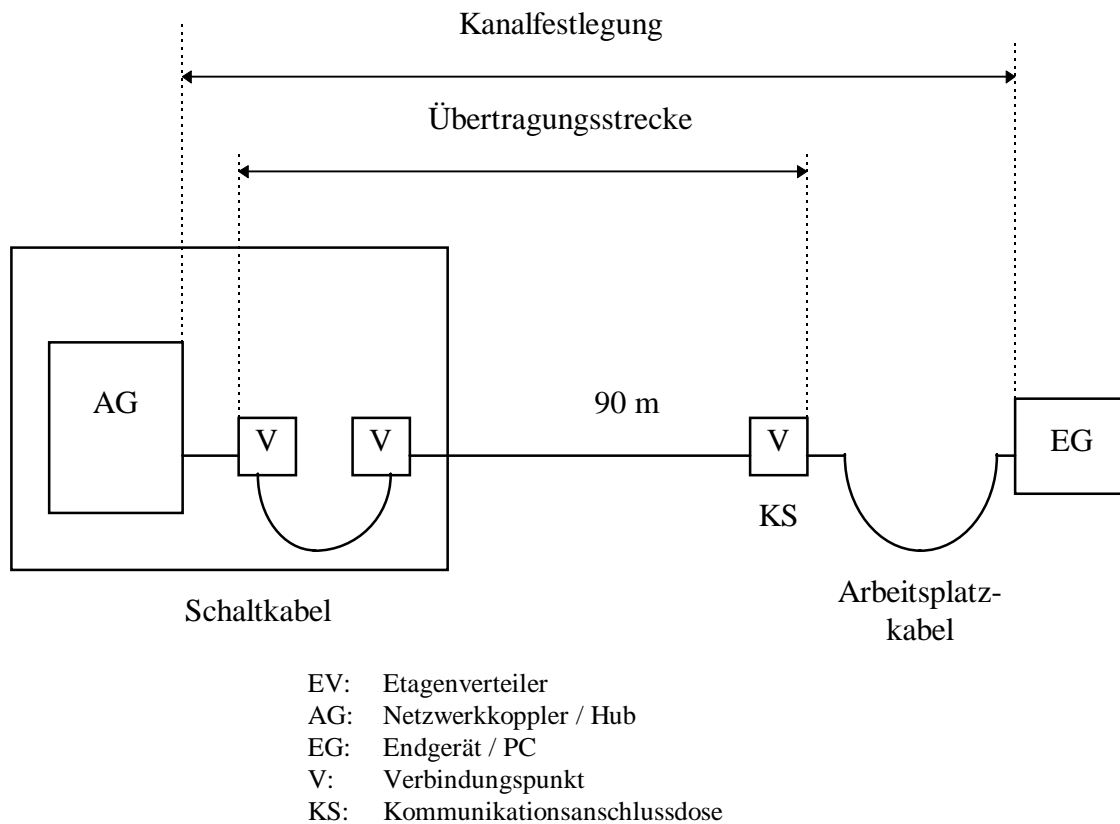 Kanalfestlegung
Übertragungsstrecke
AG
V
V
90 m
V
EG
KS
Schaltkabel
Arbeitsplatz-
kabel
EV: Etagenverteiler
AG: Netzwerkkoppler / Hub
EG: Endgerät / PC
V: Verbindungspunkt
KS: Kommunikationsanschlussdose